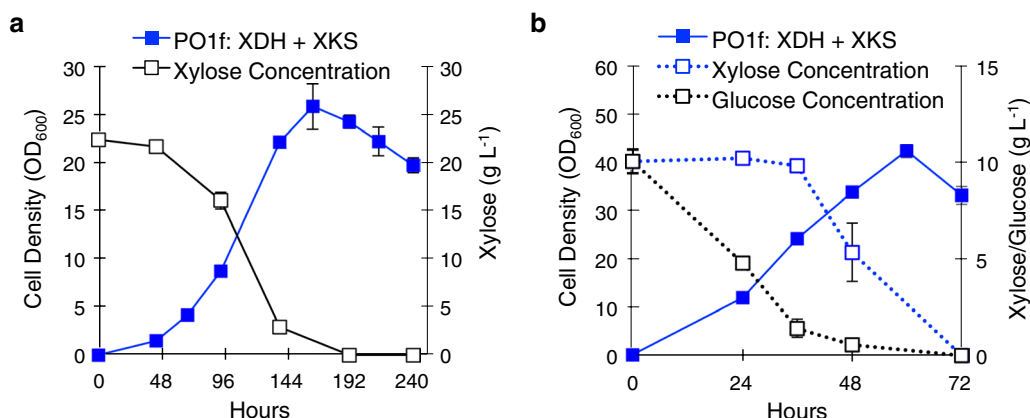 a
PO1f: XDH + XKS
Xylose Concentration
30
25
20
15
10
5
0
Cell Density (OD600)
30
25
20
15
10
5
0
Xylose (g L-1)
0 48 96 144 192 240
Hours
b
PO1f: XDH + XKS
Xylose Concentration
Glucose Concentration
60
50
40
30
20
10
0
Cell Density (OD600)
15
10
5
0
Xylose/Glucose (g L-1)
0 24 48 72
Hours